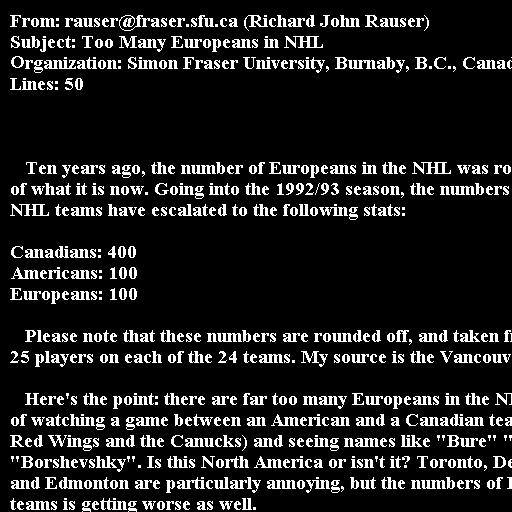 From: rauser@fraser.sfu.ca (Richard John Rauser)
Subject: Too Many Europeans in NHL
Organization: Simon Fraser University, Burnaby, B.C., Canad
Lines: 50
Ten years ago, the number of Europeans in the NHL was ro
of what it is now. Going into the 1992/93 season, the numbers
NHL teams have escalated to the following stats:
Canadians: 400
Americans: 100
Europeans: 100
Please note that these numbers are rounded off, and taken f
25 players on each of the 24 teams. My source is the Vancouv
Here's the point: there are far too many Europeans in the N
of watching a game between an American and a Canadian tea
Red Wings and the Canucks) and seeing names like "Bure" "
"Borshevshky". Is this North America or isn't it? Toronto, De
and Edmonton are particularly annoying, but the numbers of
teams is getting worse as well.